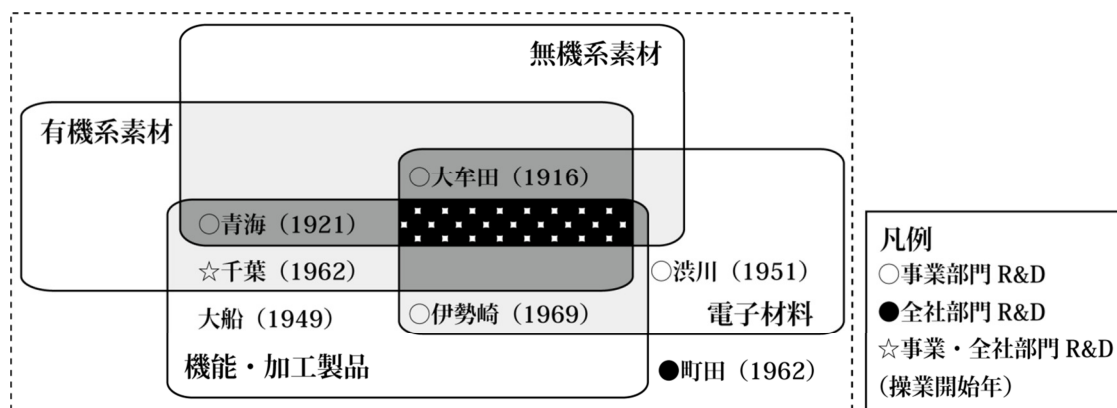 無機系素材
有機系素材
○大牟田（1916）
○青海（1921）
☆千葉（1962）
○渋川（1951）
大船（1949）
○伊勢崎（1969）
電子材料
機能・加工製品
●町田（1962）
凡例
○事業部門 R&D
●全社部門 R&D
☆事業・全社部門 R&D
（操業開始年）